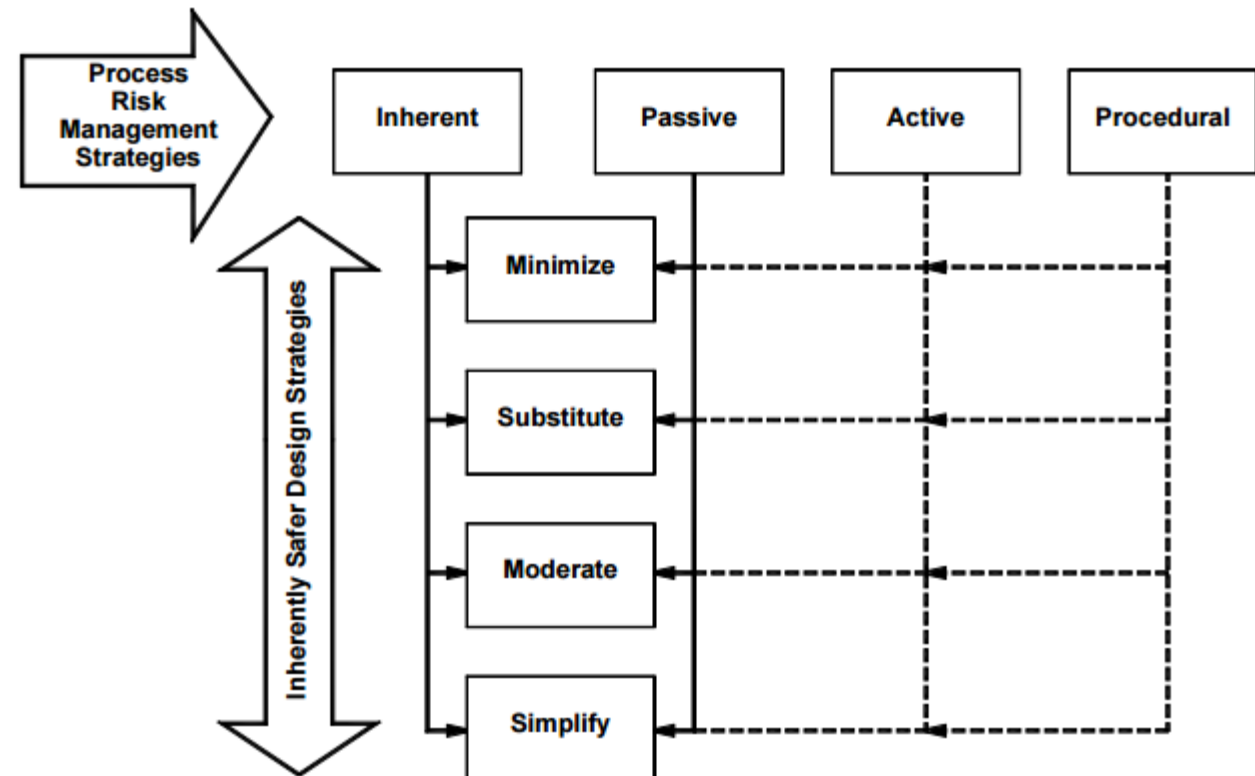 Process
Risk
Management
Strategies
Inherent
Passive
Active
Procedural
Inherently Safer Design Strategies
Minimize
Substitute
Moderate
Simplify